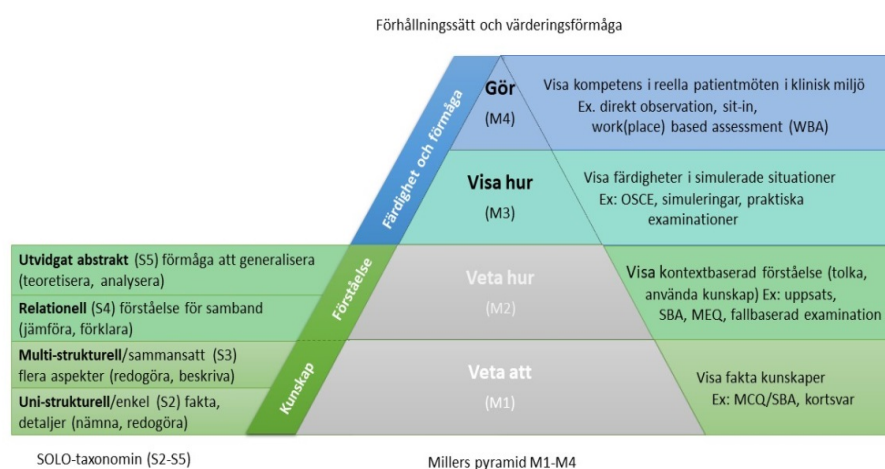 Förhållningssätt och värderingsförmåga
Färdighet och förmåga
Gör
(M4)
Visa kompetens i reella patientmöten i klinisk miljö
Ex. direkt observation, sit-in,
work(place) based assessment (WBA)
Visa hur
(M3)
Visa färdigheter i simulerade situationer
Ex: OSCE, simuleringar, praktiska
examinationer
Utvidgat abstrakt (S5) förmåga att generalisera
(teoretisera, analysera)
Relationell (S4) förståelse för samband
(jämföra, förklara)
Förståelse
Veta hur
(M2)
Visa kontextbaserad förståelse (tolka,
använda kunskap) Ex: uppsats,
SBA, MEQ, fallbaserad examination
Multi-strukturell/sammansatt (S3)
flera aspekter (redogöra, beskriva)
Uni-strukturell/enkel (S2) fakta,
detaljer (nämna, redogöra)
Kunskap
Veta att
(M1)
Visa fakta kunskaper
Ex: MCQ/SBA, kortsvar
SOLO-taxonomin (S2-S5)
Millers pyramid M1-M4